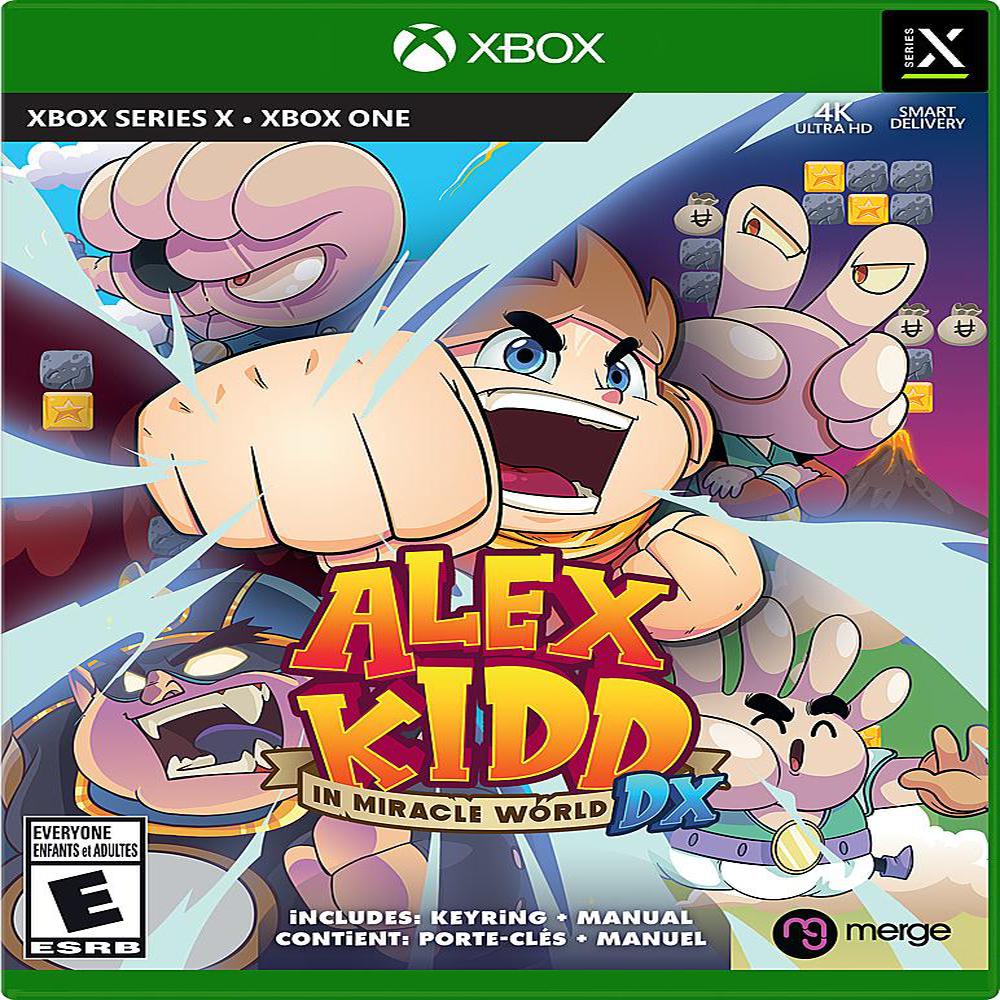 XBOX
SERIES X
XBOX SERIES X • XBOX ONE
4K
ULTRA HD
SMART
DELIVERY
ALEX
KIDD
IN MIRACLE WORLD DX
EVERYONE
ENFANTS et ADULTES
E
ESRB
INCLUDES: KEYRING + MANUAL
CONTIENT: PORTE-CLÉS + MANUEL
merge